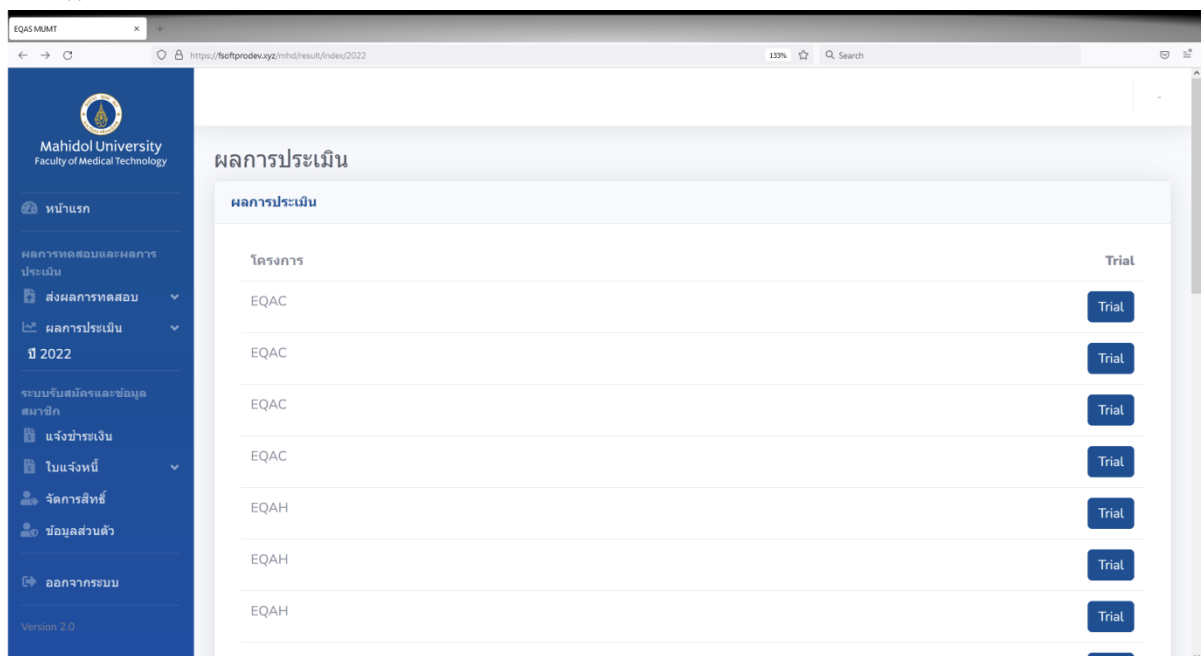 EQAS MUMT
https://fsoftprodev.xyz/mhd/result/index/2022
133%
Search
Mahidol University
Faculty of Medical Technology
หน้าแรก
ผลการทดสอบและผลการ
ประเมิน
ส่งผลการทดสอบ
ผลการประเมิน
ปี 2022
ระบบรับสมัครและข้อมูล
สมาชิก
แจ้งชำระเงิน
ใบแจ้งหนี้
จัดการสิทธิ์
ข้อมูลส่วนตัว
ออกจากระบบ
Version 2.0
ผลการประเมิน
ผลการประเมิน
โครงการ Trial
EQAC Trial
EQAC Trial
EQAC Trial
EQAC Trial
EQAH Trial
EQAH Trial
EQAH Trial